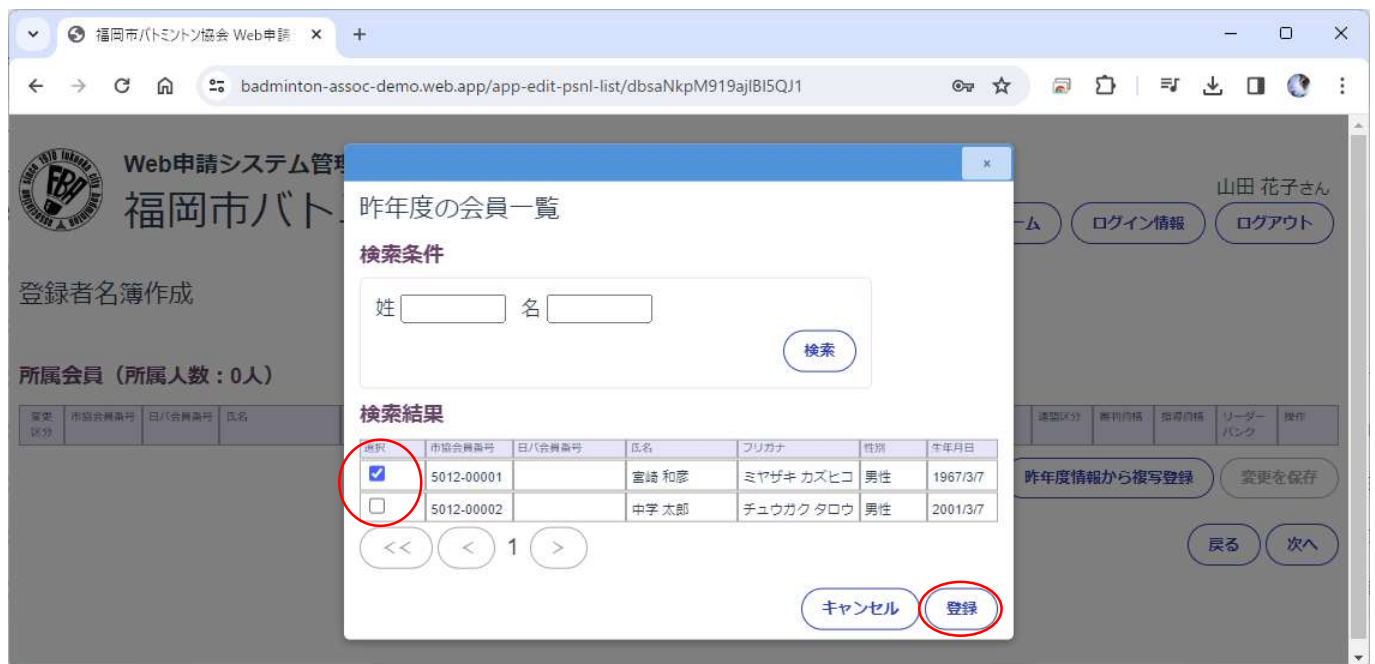 福岡市バトミントン協会 Web申請
badminton-assoc-demo.web.app/app-edit-psnl-list/dbsaNkpM919ajlBI5QJ1
Web申請システム管理
福岡市バト
山田 花子さん
ーム ログイン情報 ログアウト
登録者名簿作成
所属会員（所属人数：0人）
変更区分 市協会員番号 日バ会員番号 氏名 連盟区分 審判資格 指導資格 リーダーバンク 操作
昨年度情報から複写登録 変更を保存
戻る 次へ
×
昨年度の会員一覧
検索条件
姓 名
検索
検索結果
選択 市協会員番号 日バ会員番号 氏名 フリガナ 性別 生年月日
5012-00001 宮崎 和彦 ミヤザキ カズヒコ 男性 1967/3/7
5012-00002 中学 太郎 チュウガク タロウ 男性 2001/3/7
<< < 1 >
キャンセル 登録